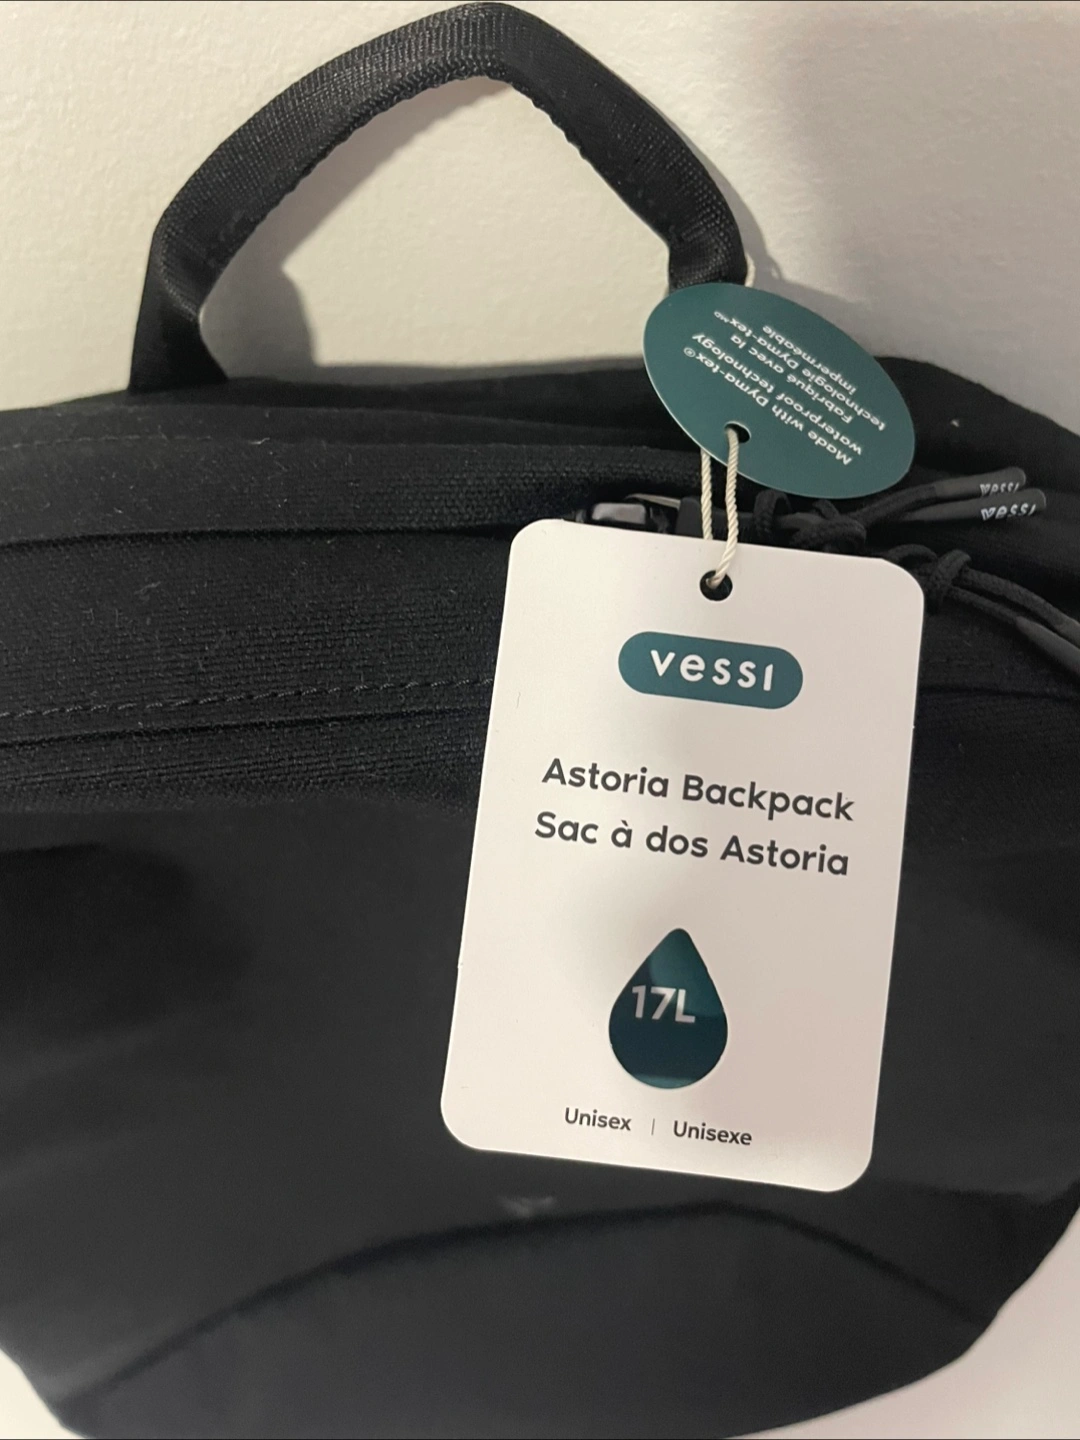 Made with Dyma-tex®
waterproof technology
Fabriqué avec la
technologie Dyma-texᴹᴰ
imperméable
vessi
vessi
vessi
Astoria Backpack
Sac à dos Astoria
17L
Unisex | Unisexe